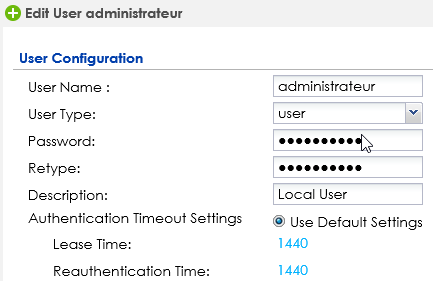 Edit User administrateur
User Configuration
User Name : administrateur
User Type: user
Password: ●●●●●●●●●●
Retype: ●●●●●●●●●●
Description: Local User
Authentication Timeout Settings Use Default Settings
Lease Time: 1440
Reauthentication Time: 1440